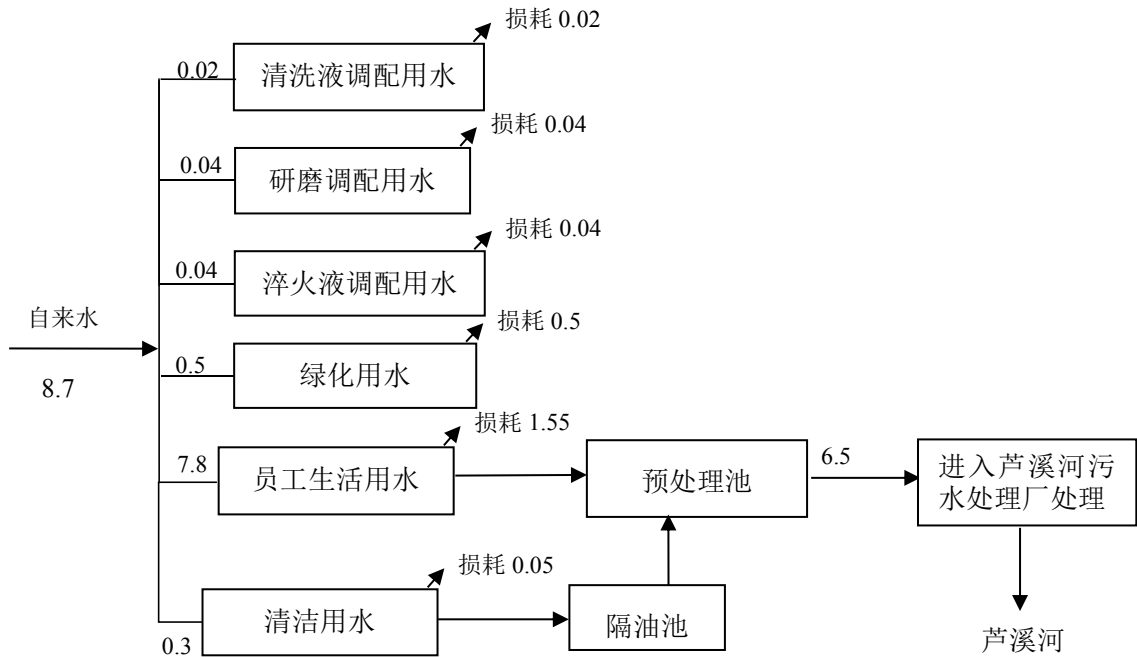 损耗 0.02
0.02
清洗液调配用水
损耗 0.04
0.04
研磨调配用水
损耗 0.04
0.04
淬火液调配用水
自来水
8.7
损耗 0.5
0.5
绿化用水
损耗 1.55
7.8
员工生活用水
预处理池
6.5
进入芦溪河污
水处理厂处理
损耗 0.05
0.3
清洁用水
隔油池
芦溪河